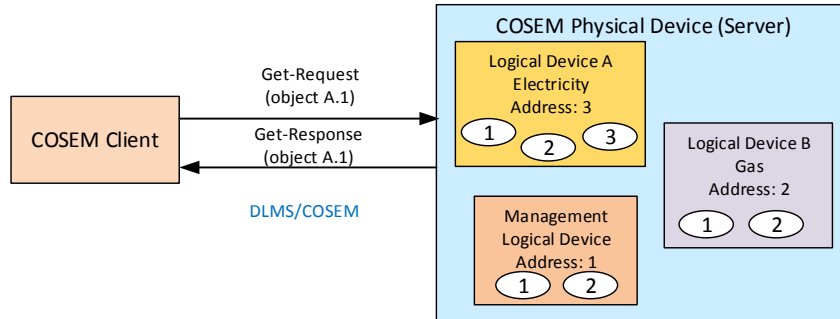 COSEM Physical Device (Server)
Logical Device A
Electricity
Address: 3
1
2
3
Get-Request
(object A.1)
COSEM Client
Get-Response
(object A.1)
DLMS/COSEM
Logical Device B
Gas
Address: 2
1
2
Management
Logical Device
Address: 1
1
2